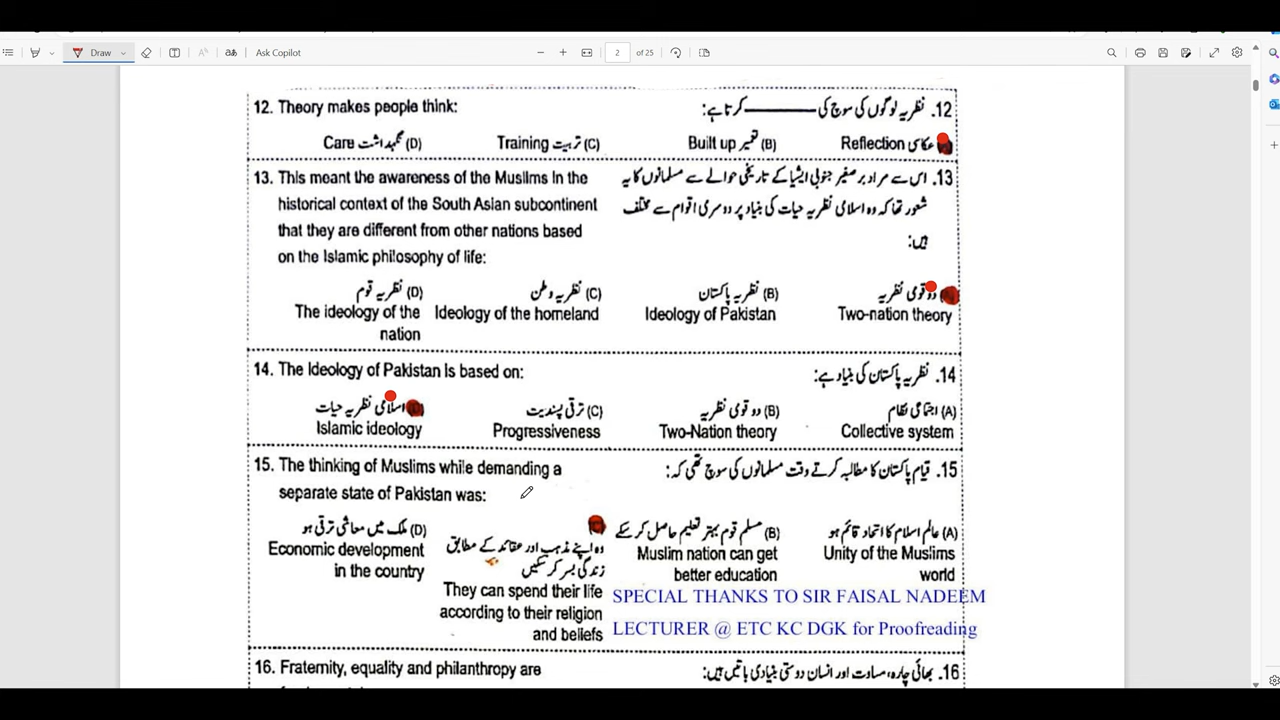 Draw
Ask Copilot
2 of 25
12. Theory makes people think:
12. نظریہ لوگوں کی سوچ کی ——— کرتا ہے:
عکاسی Reflection
(B) تعمیر Built up
(C) تربیت Training
(D) نگہداشت Care
13. This meant the awareness of the Muslims in the
historical context of the South Asian subcontinent
that they are different from other nations based
on the Islamic philosophy of life:
13. اس سے مراد برصغیر جنوبی ایشیا کے تاریخی حوالے سے مسلمانوں کا یہ
شعور تھا کہ وہ اسلامی نظریہ حیات کی بنیاد پر دوسری اقوام سے مختلف
ہیں:
دو قومی نظریہ
Two-nation theory
(B) نظریہ پاکستان
Ideology of Pakistan
(C) نظریہ وطن
Ideology of the homeland
(D) نظریہ قوم
The ideology of the
nation
14. The Ideology of Pakistan is based on:
14. نظریہ پاکستان کی بنیاد ہے:
(A) اجتماعی نظام
Collective system
(B) دو قومی نظریہ
Two-Nation theory
(C) ترقی پسندیت
Progressiveness
اسلامی نظریہ حیات
Islamic ideology
15. The thinking of Muslims while demanding a
separate state of Pakistan was:
15. قیام پاکستان کا مطالبہ کرتے وقت مسلمانوں کی سوچ تھی کہ:
(A) عالم اسلام کا اتحاد قائم ہو
Unity of the Muslims
world
(B) مسلم قوم بہتر تعلیم حاصل کر سکے
Muslim nation can get
better education
(C)
وہ اپنے مذہب اور عقائد کے مطابق
زندگی بسر کر سکیں
They can spend their life
according to their religion
and beliefs
(D) ملک میں معاشی ترقی ہو
Economic development
in the country
SPECIAL THANKS TO SIR FAISAL NADEEM
LECTURER @ ETC KC DGK for Proofreading
16. Fraternity, equality and philanthropy are
16. بھائی چارہ، مساوات اور انسان دوستی بنیادی باتیں ہیں: